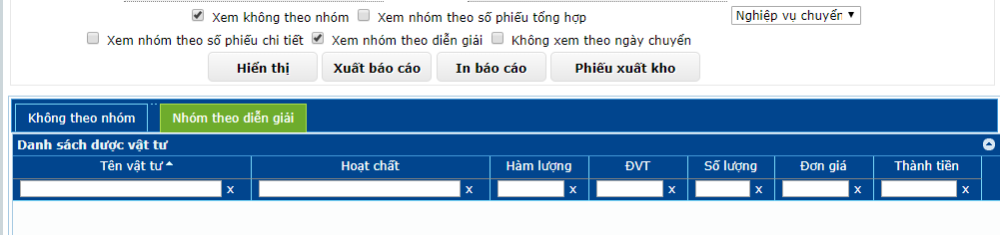 Xem không theo nhóm Xem nhóm theo số phiếu tổng hợp Nghiệp vụ chuyển
Xem nhóm theo số phiếu chi tiết Xem nhóm theo diễn giải Không xem theo ngày chuyển
Hiển thị Xuất báo cáo In báo cáo Phiếu xuất kho
Không theo nhóm Nhóm theo diễn giải
Danh sách dược vật tư
Tên vật tư Hoạt chất Hàm lượng ĐVT Số lượng Đơn giá Thành tiền
x x x x x x x